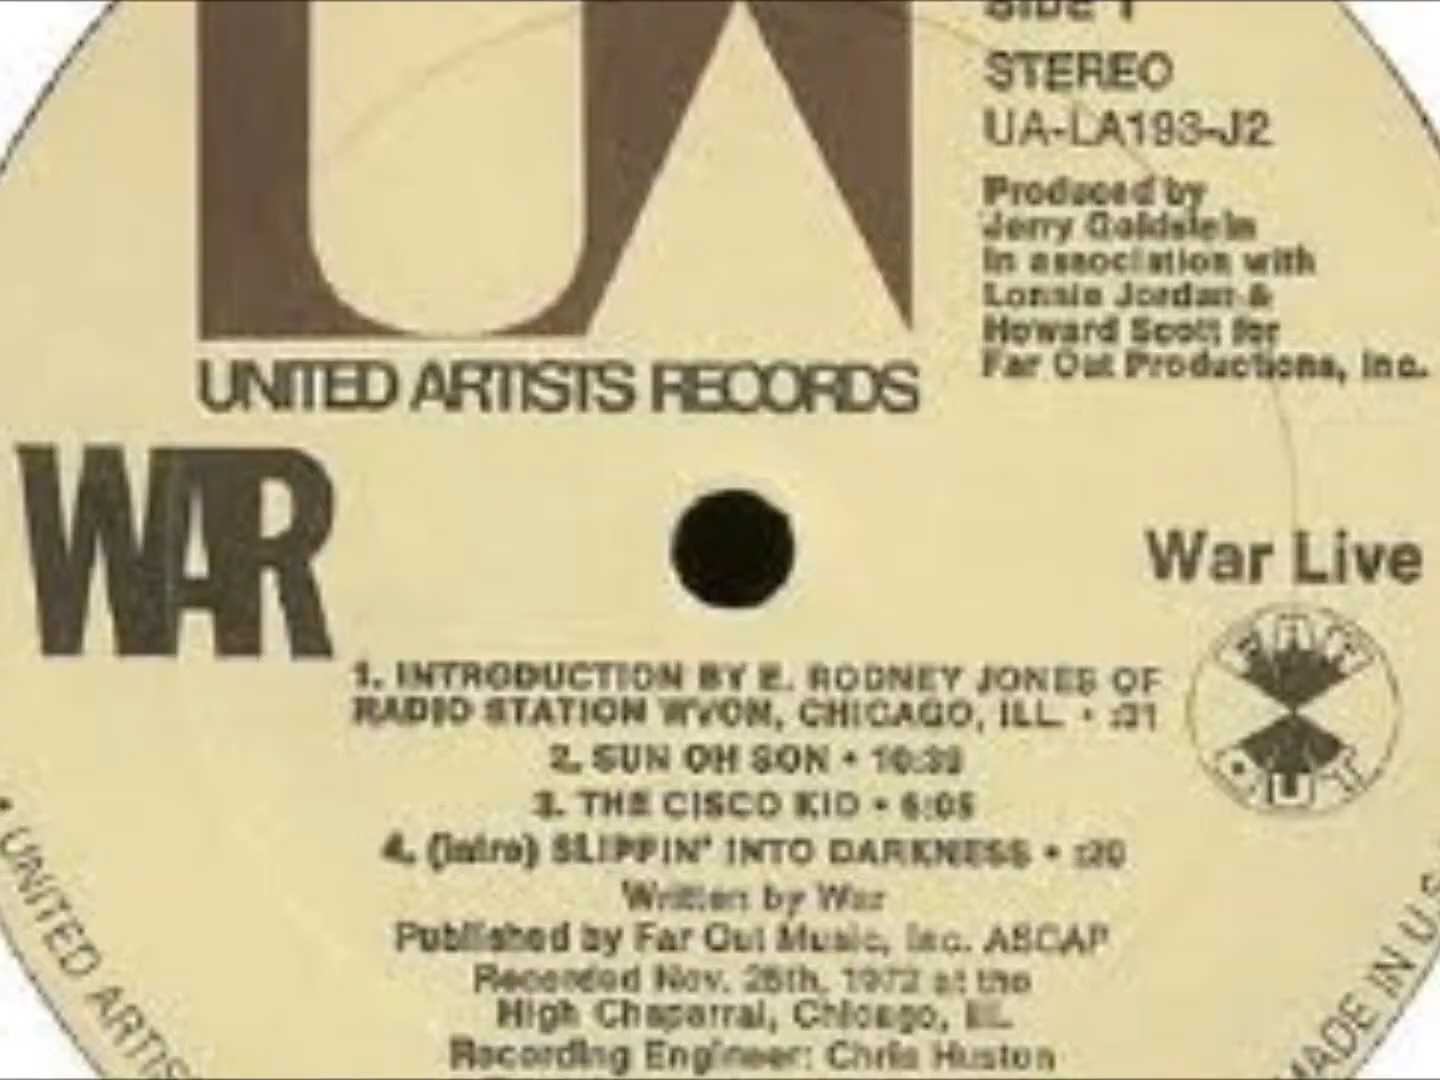 SIDE 1
STEREO
UA-LA193-J2
Produced by
Jerry Goldstein
In association with
Lonnie Jordan &
Howard Scott for
Far Out Productions, Inc.
UNITED ARTISTS RECORDS
WAR
War Live
FAR
OUT
1. INTRODUCTION BY E. RODNEY JONES OF
RADIO STATION WVON, CHICAGO, ILL. •
2. SUN OH SON •
3. THE CISCO KID • 6:05
4. (intro) SLIPPIN' INTO DARKNESS • :20
Written by War
Published by Far Out Music, Inc. ASCAP
Recorded Nov. 1972 at the
High Chaparral, Chicago, Ill.
Recording Engineer: Chris Huston
• UNITED ARTIS
MADE IN U.S